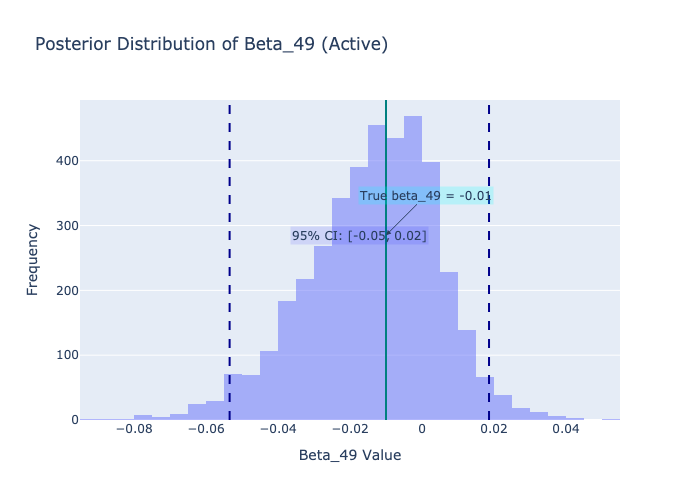 Posterior Distribution of Beta_49 (Active)
400
300
200
100
0
Frequency
True beta_49 = -0.01
95% CI: [-0.05, 0.02]
−0.08
−0.06
−0.04
−0.02
0
0.02
0.04
Beta_49 Value